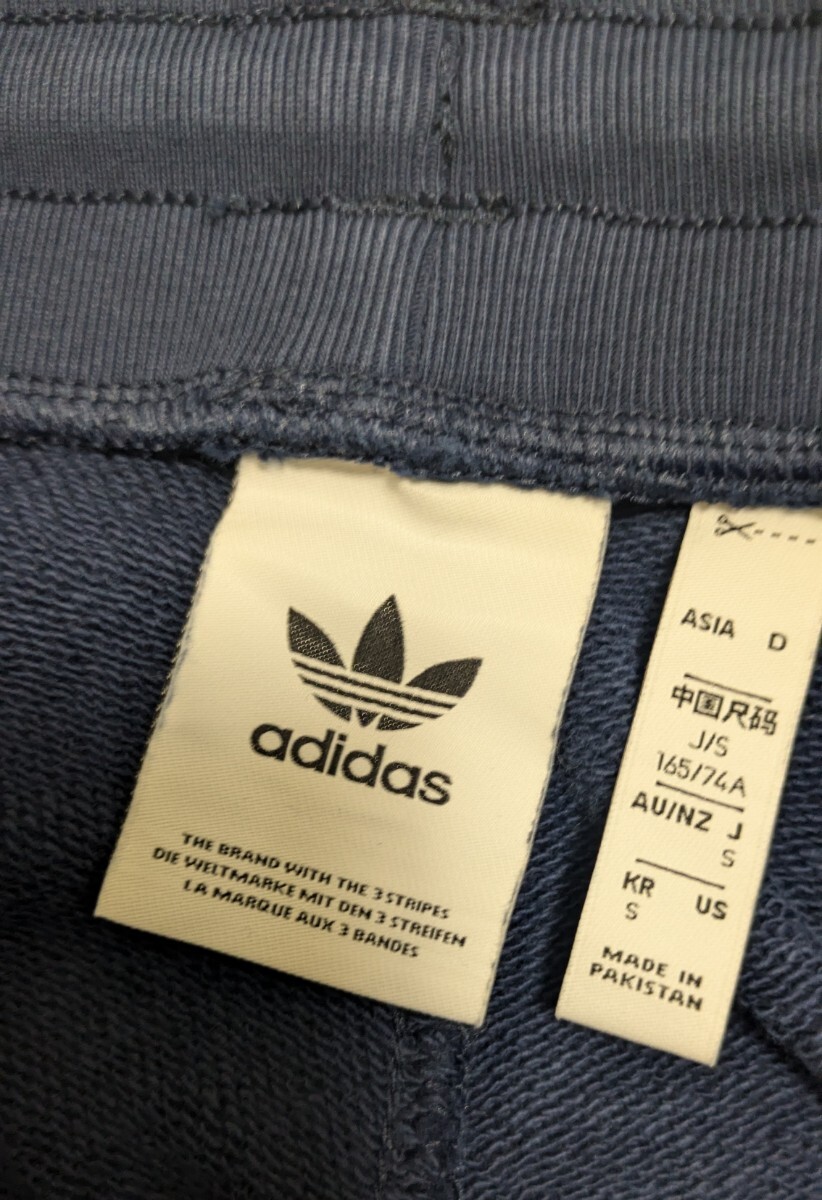 adidas
THE BRAND WITH THE 3 STRIPES
DIE WELTMARKE MIT DEN 3 STREIFEN
LA MARQUE AUX 3 BANDES
ASIA D
中国尺码
J/S
165/74A
AU/NZ J
S
KR US
S
MADE IN
PAKISTAN